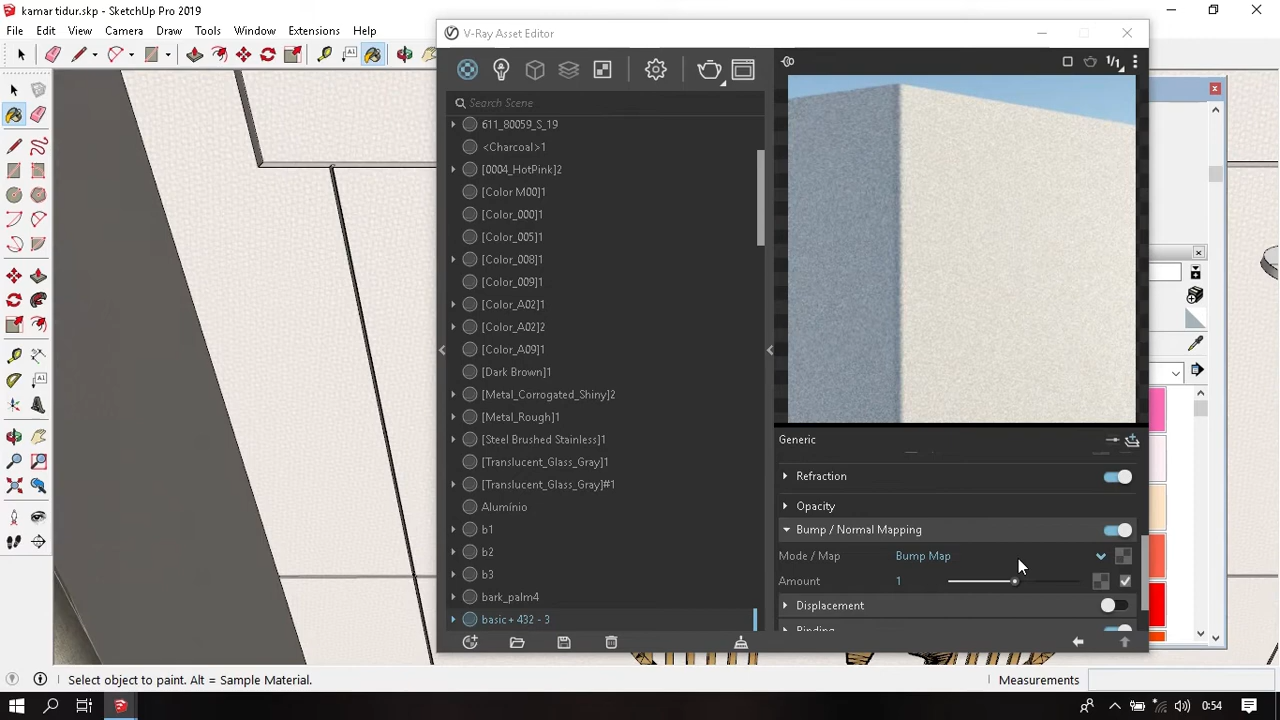 kamar tidur.skp - SketchUp Pro 2019
File Edit View Camera Draw Tools Window Extensions Help
V-Ray Asset Editor
Search Scene
1/1
611_80059_S_19
<Charcoal>1
[0004_HotPink]2
[Color M00]1
[Color_000]1
[Color_005]1
[Color_008]1
[Color_009]1
[Color_A02]1
[Color_A02]2
[Color_A09]1
[Dark Brown]1
[Metal_Corrogated_Shiny]2
[Metal_Rough]1
[Steel Brushed Stainless]1
[Translucent_Glass_Gray]1
[Translucent_Glass_Gray]#1
Aluminio
b1
b2
b3
bark_palm4
basic+ 432 - 3
Generic
Refraction
Opacity
Bump / Normal Mapping
Mode / Map Bump Map
Amount 1
Displacement
Binding
Select object to paint. Alt = Sample Material.
Measurements
0:54